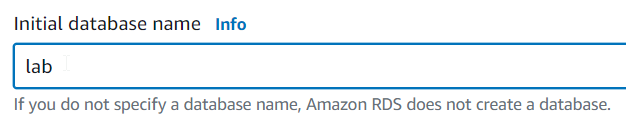 Initial database name Info
lab
If you do not specify a database name, Amazon RDS does not create a database.